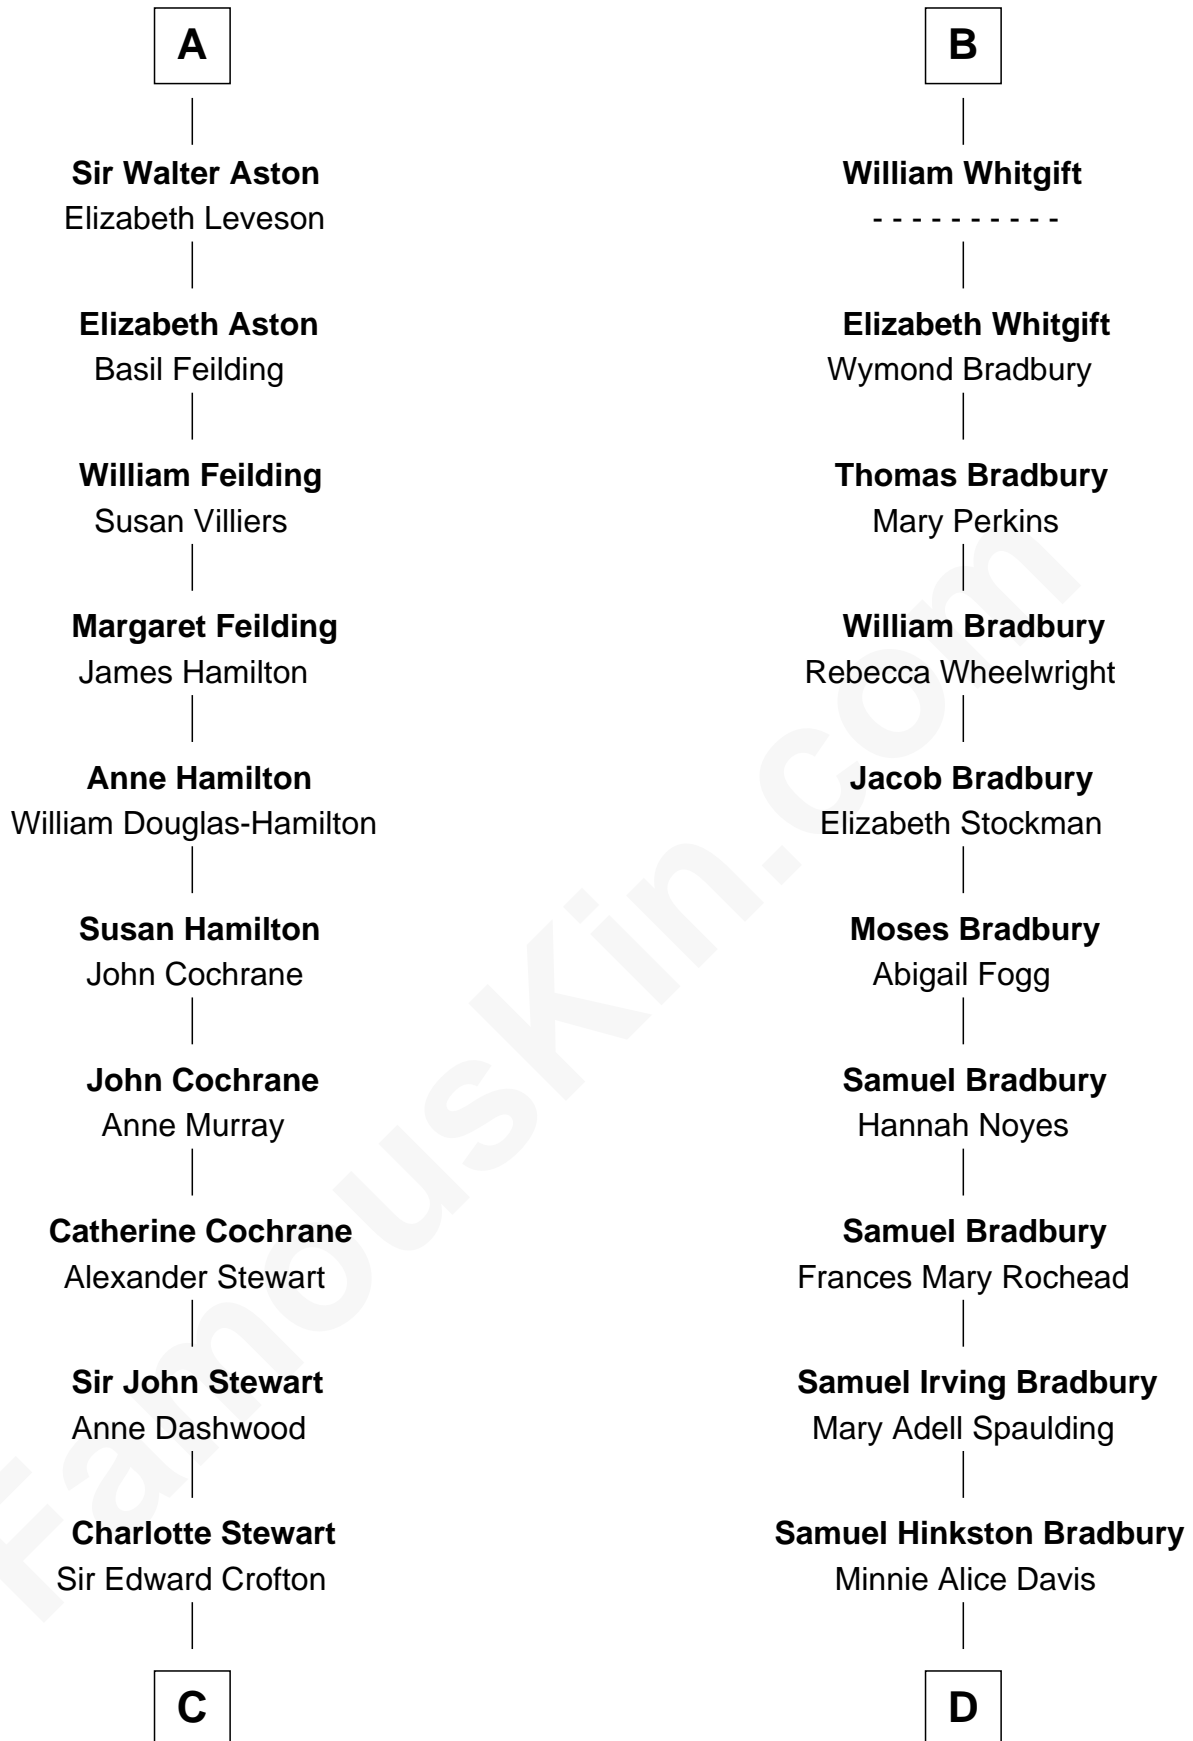 A
Sir Walter Aston
Elizabeth Leveson
Elizabeth Aston
Basil Feilding
William Feilding
Susan Villiers
Margaret Feilding
James Hamilton
Anne Hamilton
William Douglas-Hamilton
Susan Hamilton
John Cochrane
John Cochrane
Anne Murray
Catherine Cochrane
Alexander Stewart
Sir John Stewart
Anne Dashwood
Charlotte Stewart
Sir Edward Crofton
C
B
William Whitgift
- - - - - - - - - -
Elizabeth Whitgift
Wymond Bradbury
Thomas Bradbury
Mary Perkins
William Bradbury
Rebecca Wheelwright
Jacob Bradbury
Elizabeth Stockman
Moses Bradbury
Abigail Fogg
Samuel Bradbury
Hannah Noyes
Samuel Bradbury
Frances Mary Rochead
Samuel Irving Bradbury
Mary Adell Spaulding
Samuel Hinkston Bradbury
Minnie Alice Davis
D
FamousKin.com